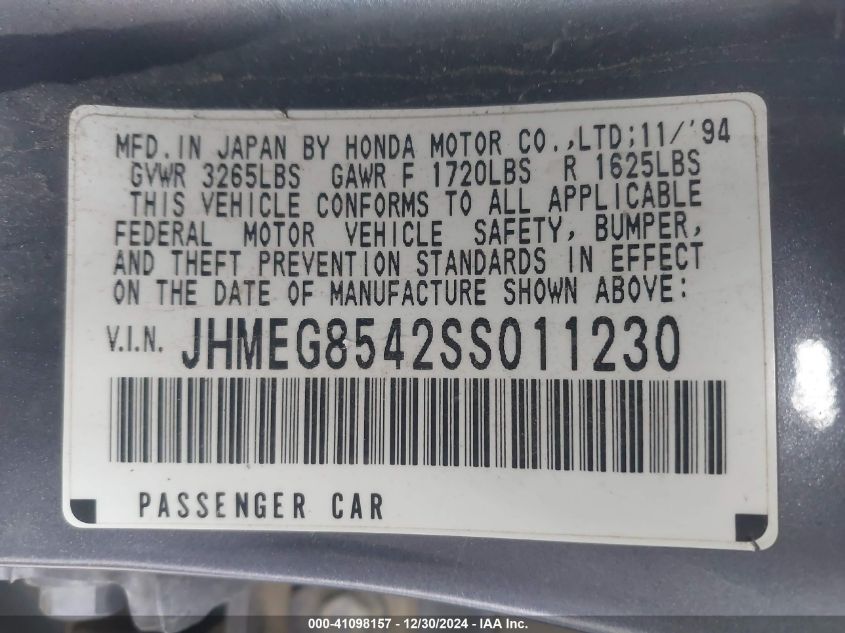 MFD. IN JAPAN BY HONDA MOTOR CO.,LTD;11/'94
GVWR 3265LBS GAWR F 1720LBS R 1625LBS
THIS VEHICLE CONFORMS TO ALL APPLICABLE
FEDERAL MOTOR VEHICLE SAFETY, BUMPER,
AND THEFT PREVENTION STANDARDS IN EFFECT
ON THE DATE OF MANUFACTURE SHOWN ABOVE:
V.I.N. JHMEG8542SS011230
PASSENGER CAR
000-41098157 - 12/30/2024 - IAA Inc.